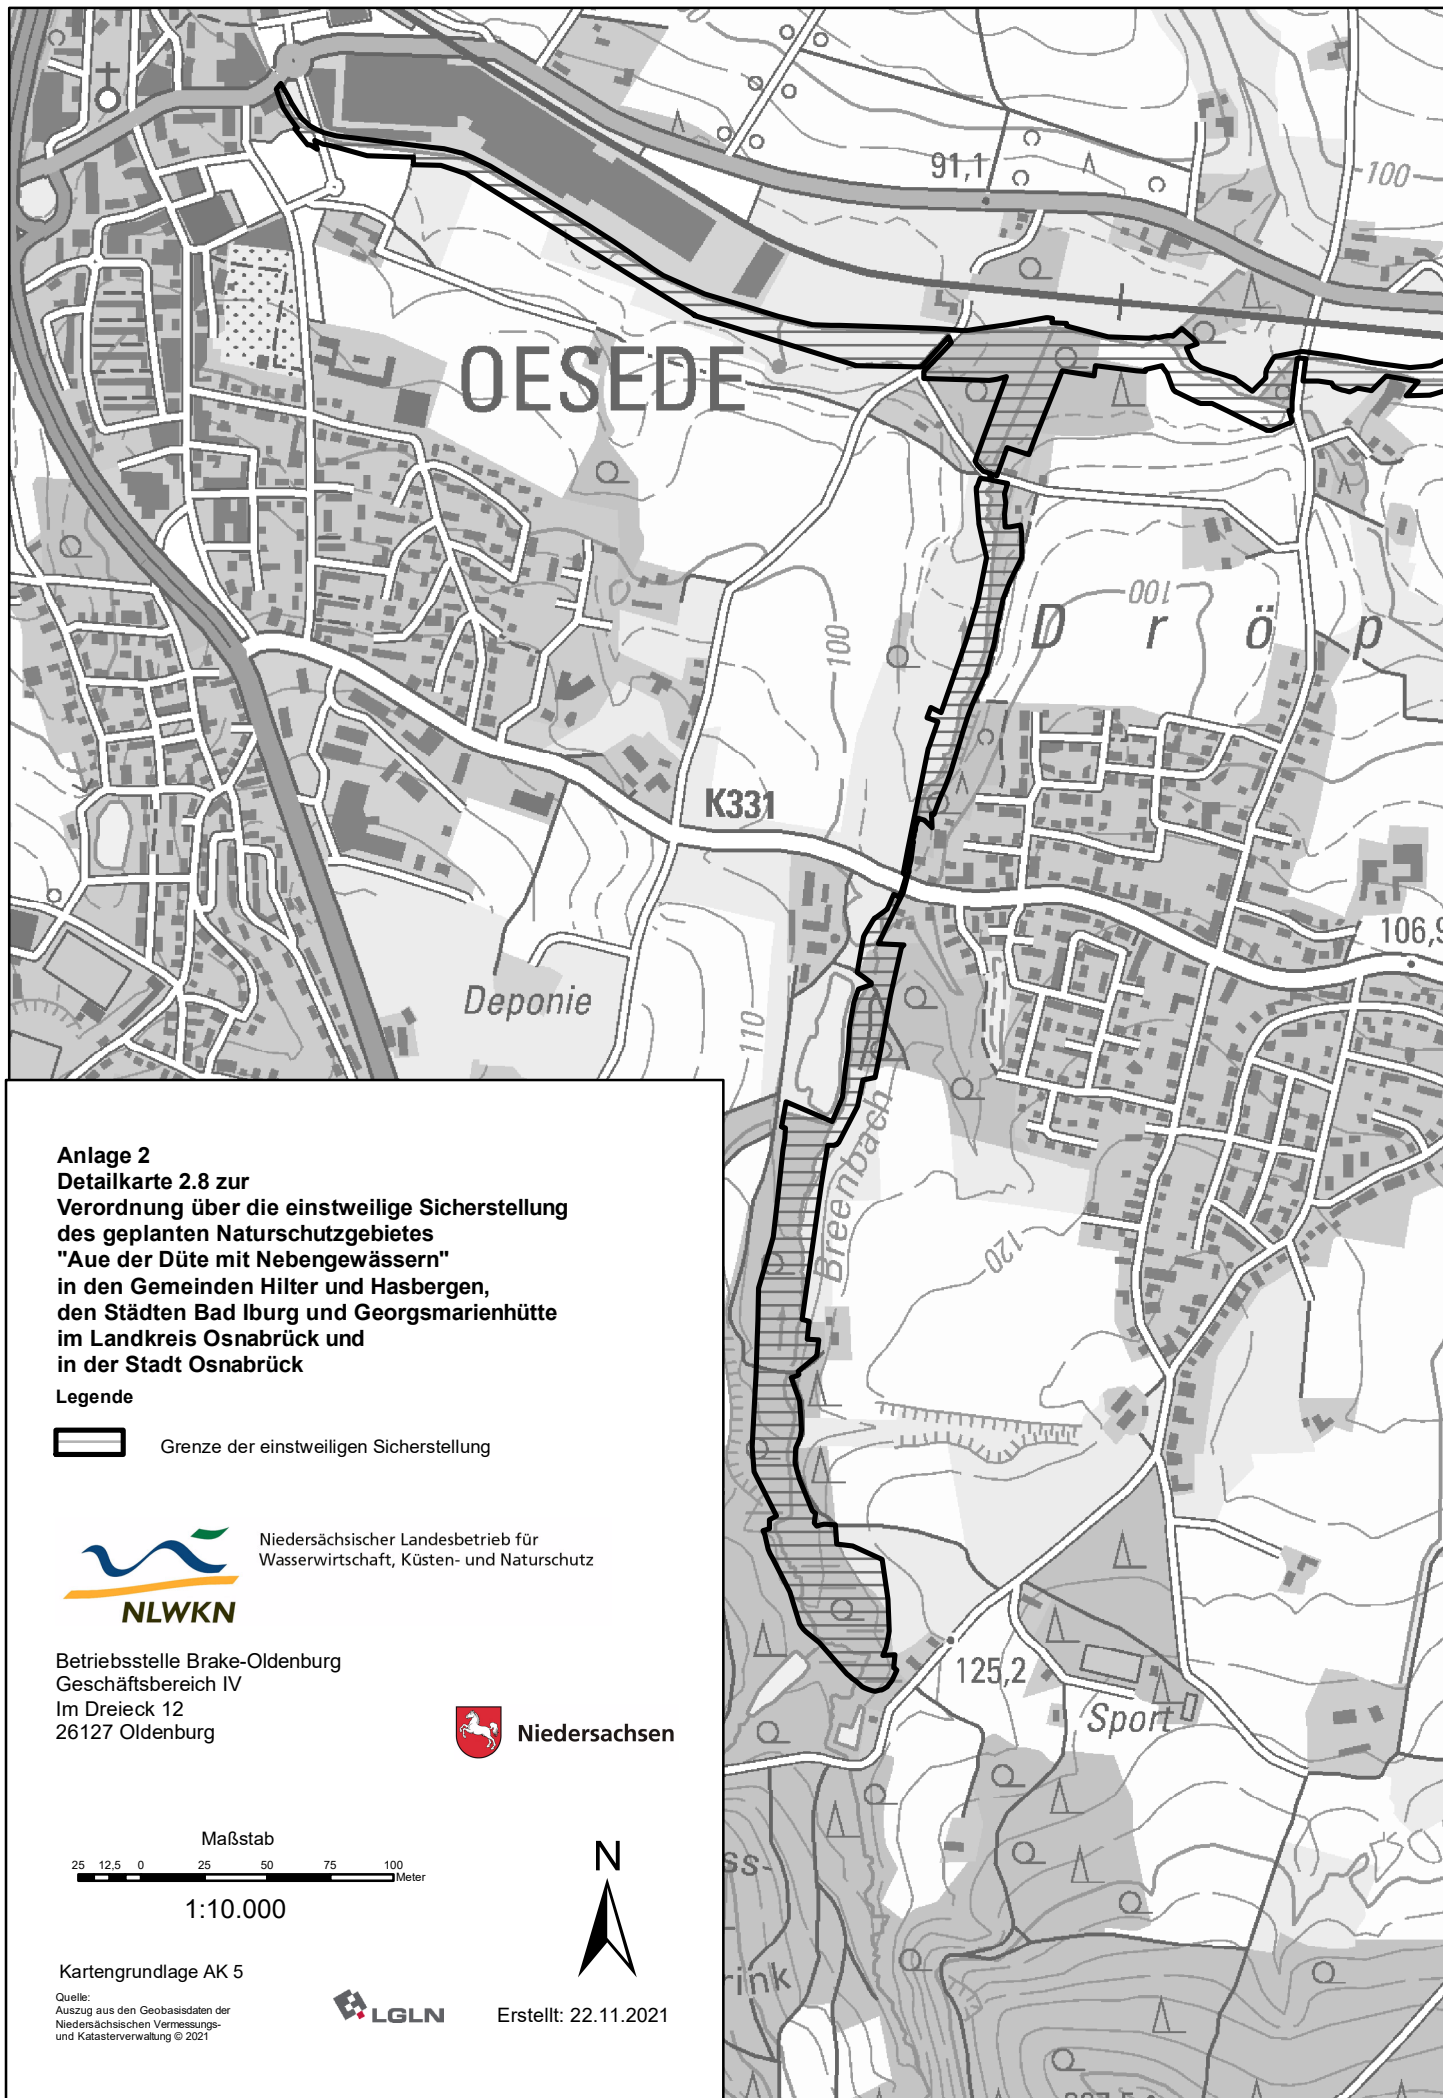 91,1
100
OESEDE
100
D r ö p
100
K331
106,9
Deponie
110
Breenbach
120
125,2
Sport
ss-
rink
Anlage 2
Detailkarte 2.8 zur
Verordnung über die einstweilige Sicherstellung
des geplanten Naturschutzgebietes
"Aue der Düte mit Nebengewässern"
in den Gemeinden Hilter und Hasbergen,
den Städten Bad Iburg und Georgsmarienhütte
im Landkreis Osnabrück und
in der Stadt Osnabrück
Legende
Grenze der einstweiligen Sicherstellung
NLWKN
Niedersächsischer Landesbetrieb für
Wasserwirtschaft, Küsten- und Naturschutz
Betriebsstelle Brake-Oldenburg
Geschäftsbereich IV
Im Dreieck 12
26127 Oldenburg
Niedersachsen
Maßstab
25 12,5 0 25 50 75 100
Meter
1:10.000
N
Kartengrundlage AK 5
Quelle:
Auszug aus den Geobasisdaten der
Niedersächsischen Vermessungs-
und Katasterverwaltung © 2021
LGLN
Erstellt: 22.11.2021